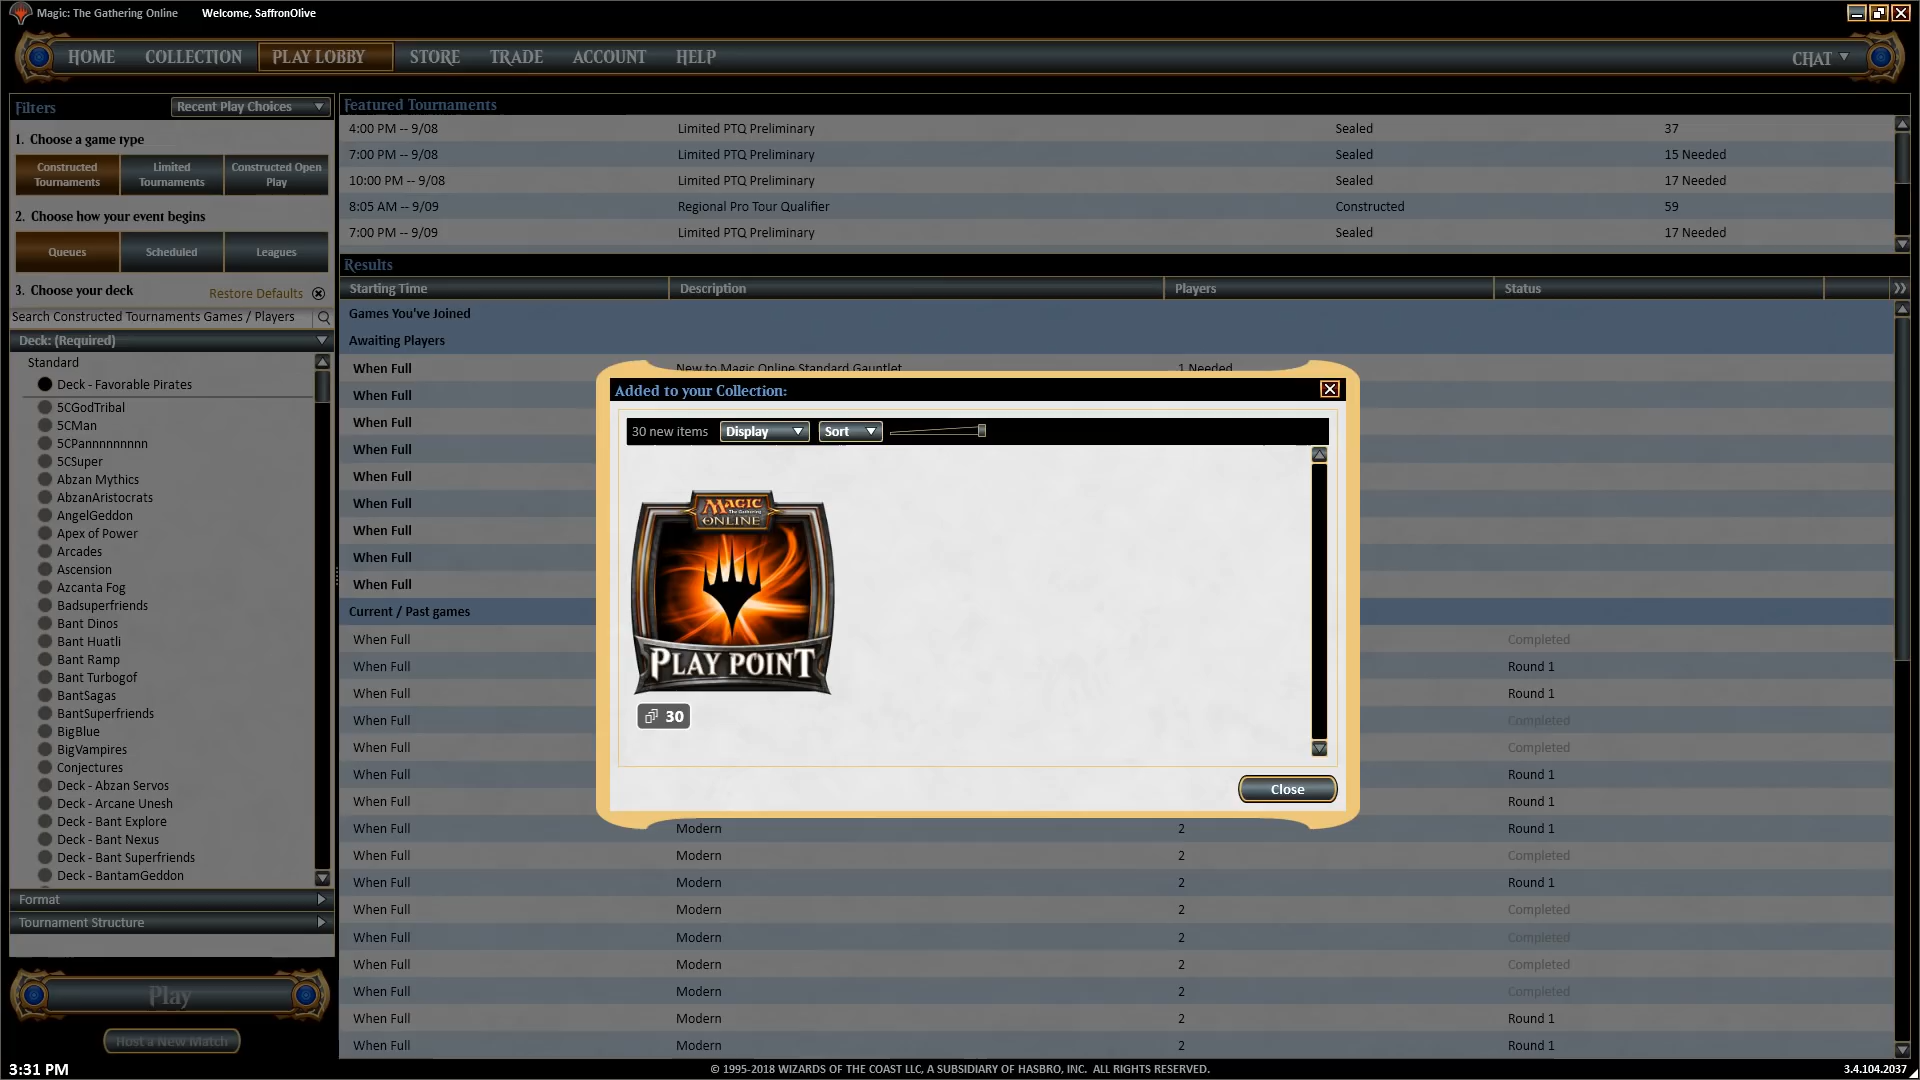 Magic: The Gathering Online Welcome, SaffronOlive
HOME COLLECTION PLAY LOBBY STORE TRADE ACCOUNT HELP CHAT
Filters Recent Play Choices
1. Choose a game type
Constructed Tournaments Limited Tournaments Constructed Open Play
2. Choose how your event begins
Queues Scheduled Leagues
3. Choose your deck Restore Defaults
Search Constructed Tournaments Games / Players
Deck: (Required)
Standard
Deck - Favorable Pirates
5CGodTribal
5CMan
5CPannnnnnnnn
5CSuper
Abzan Mythics
AbzanAristocrats
AngelGeddon
Apex of Power
Arcades
Ascension
Azcanta Fog
Badsuperfriends
Bant Dinos
Bant Huatli
Bant Ramp
Bant Turbogof
BantSagas
BantSuperfriends
BigBlue
BigVampires
Conjectures
Deck - Abzan Servos
Deck - Arcane Unesh
Deck - Bant Explore
Deck - Bant Nexus
Deck - Bant Superfriends
Deck - BantamGeddon
Format
Tournament Structure
Play
Host a New Match
3:31 PM
Featured Tournaments
4:00 PM -- 9/08 Limited PTQ Preliminary Sealed 37
7:00 PM -- 9/08 Limited PTQ Preliminary Sealed 15 Needed
10:00 PM -- 9/08 Limited PTQ Preliminary Sealed 17 Needed
8:05 AM -- 9/09 Regional Pro Tour Qualifier Constructed 59
7:00 PM -- 9/09 Limited PTQ Preliminary Sealed 17 Needed
Results
Starting Time Description Players Status
Games You've Joined
Awaiting Players
When Full New to Magic Online Standard Gauntlet 1 Needed
When Full
When Full
When Full
When Full
When Full
When Full
When Full
When Full
Current / Past games
When Full Completed
When Full Round 1
When Full Round 1
When Full Completed
When Full Completed
When Full Round 1
When Full Round 1
When Full Modern 2 Round 1
When Full Modern 2 Completed
When Full Modern 2 Round 1
When Full Modern 2 Completed
When Full Modern 2 Completed
When Full Modern 2 Completed
When Full Modern 2 Completed
When Full Modern 2 Round 1
When Full Modern 2 Round 1
Added to your Collection:
30 new items Display Sort
MAGIC
The Gathering
ONLINE
PLAY POINT
30
Close
© 1995-2018 WIZARDS OF THE COAST LLC, A SUBSIDIARY OF HASBRO, INC. ALL RIGHTS RESERVED.
3.4.104.2037